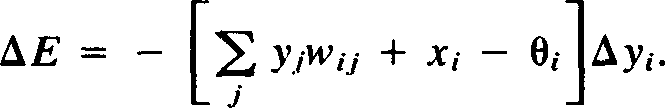 ΔE = − [ ∑_j y_j w_ij + x_i − θ_i ] Δy_i.